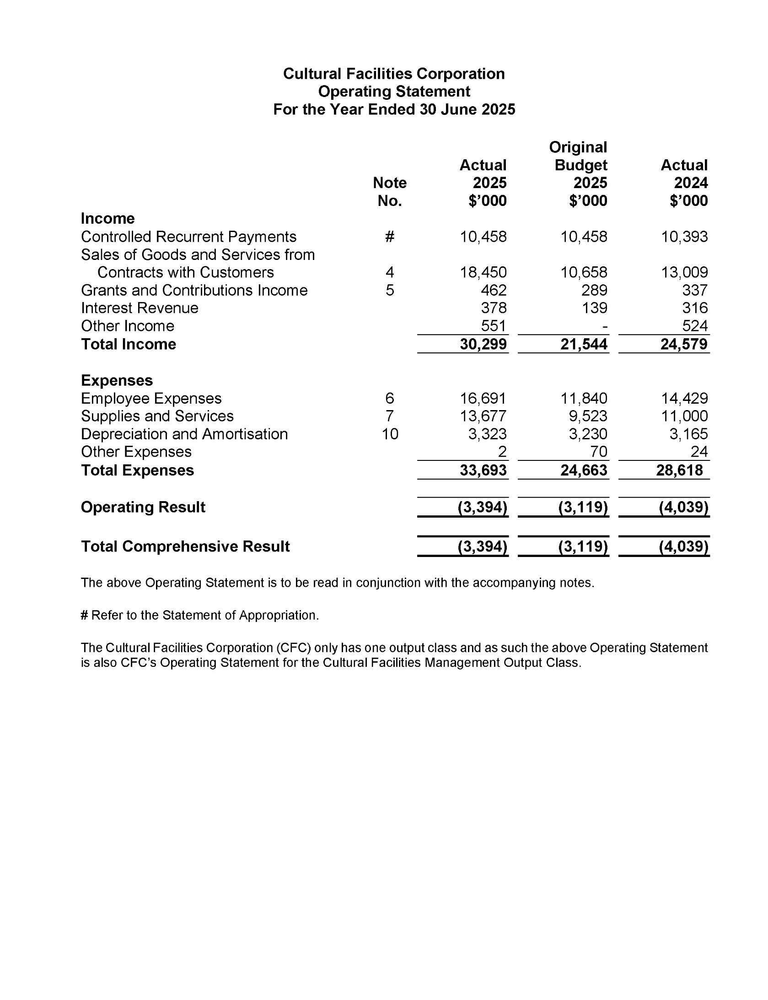 Cultural Facilities Corporation
Operating Statement
For the Year Ended 30 June 2025
Original
Actual Budget Actual
Note 2025 2025 2024
No. $’000 $’000 $’000
Income
Controlled Recurrent Payments # 10,458 10,458 10,393
Sales of Goods and Services from
Contracts with Customers 4 18,450 10,658 13,009
Grants and Contributions Income 5 462 289 337
Interest Revenue 378 139 316
Other Income 551 - 524
Total Income 30,299 21,544 24,579
Expenses
Employee Expenses 6 16,691 11,840 14,429
Supplies and Services 7 13,677 9,523 11,000
Depreciation and Amortisation 10 3,323 3,230 3,165
Other Expenses 2 70 24
Total Expenses 33,693 24,663 28,618
Operating Result (3,394) (3,119) (4,039)
Total Comprehensive Result (3,394) (3,119) (4,039)
The above Operating Statement is to be read in conjunction with the accompanying notes.
# Refer to the Statement of Appropriation.
The Cultural Facilities Corporation (CFC) only has one output class and as such the above Operating Statement
is also CFC’s Operating Statement for the Cultural Facilities Management Output Class.